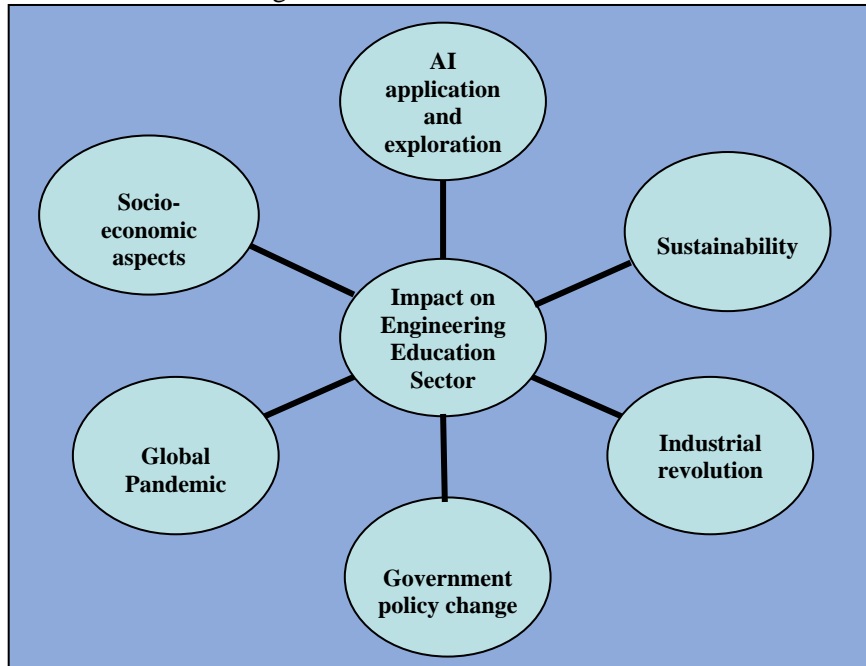 AI
application
and
exploration
Socio-
economic
aspects
Sustainability
Impact on
Engineering
Education
Sector
Global
Pandemic
Industrial
revolution
Government
policy change